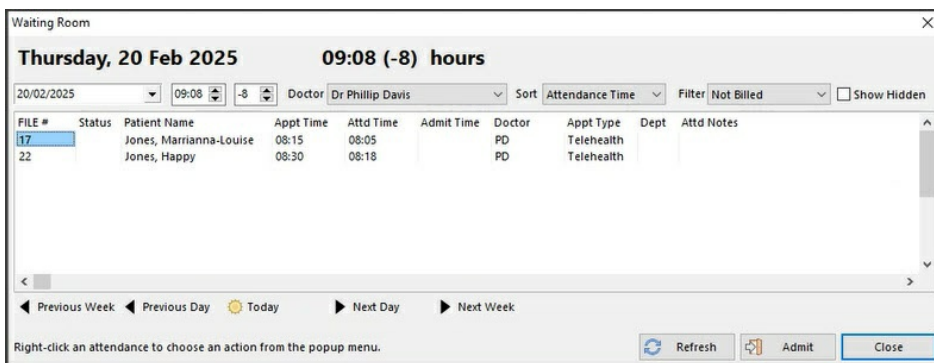 Waiting Room
Thursday, 20 Feb 2025 09:08 (-8) hours
20/02/2025 09:08 -8 Doctor Dr Phillip Davis Sort Attendance Time Filter Not Billed Show Hidden
FILE # Status Patient Name Appt Time Attd Time Admit Time Doctor Appt Type Dept Attd Notes
17 Jones, Marrianna-Louise 08:15 08:05 PD Telehealth
22 Jones, Happy 08:30 08:18 PD Telehealth
Previous Week Previous Day Today Next Day Next Week
Right-click an attendance to choose an action from the popup menu. Refresh Admit Close